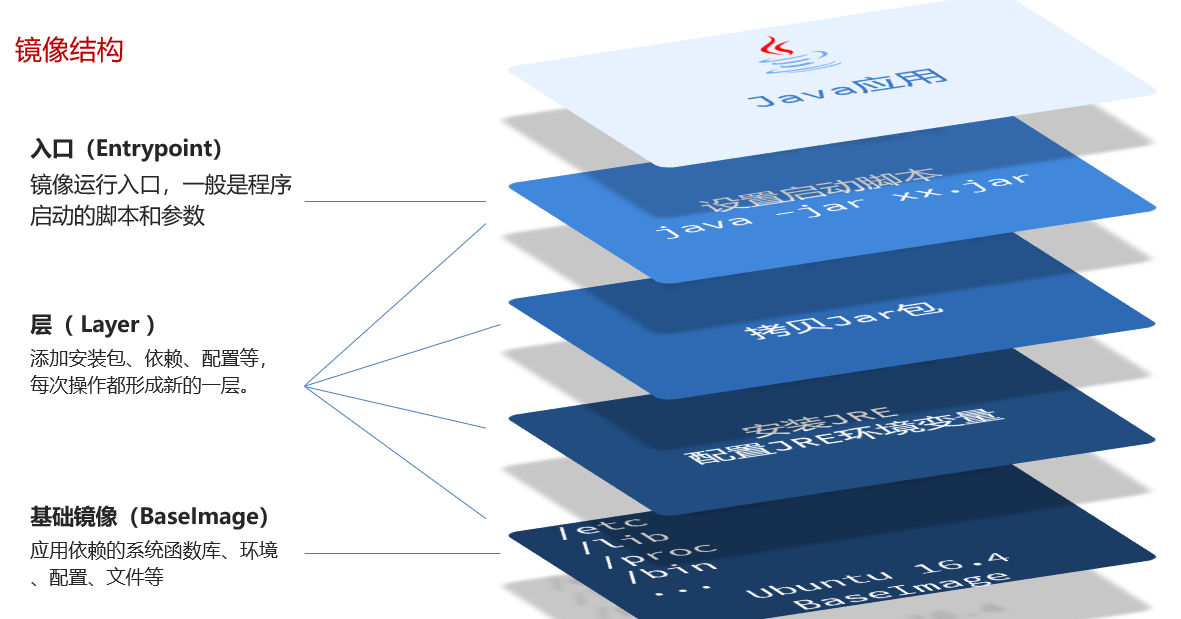 镜像结构
入口（Entrypoint）
镜像运行入口，一般是程序
启动的脚本和参数
层（ Layer ）
添加安装包、依赖、配置等，
每次操作都形成新的一层。
基础镜像（BaseImage）
应用依赖的系统函数库、环境
、配置、文件等
Java应用
设置启动脚本
java -jar xx.jar
拷贝Jar包
安装JRE
配置JRE环境变量
/etc
/lib
/proc
/bin
...
Ubuntu 16.4
BaseImage